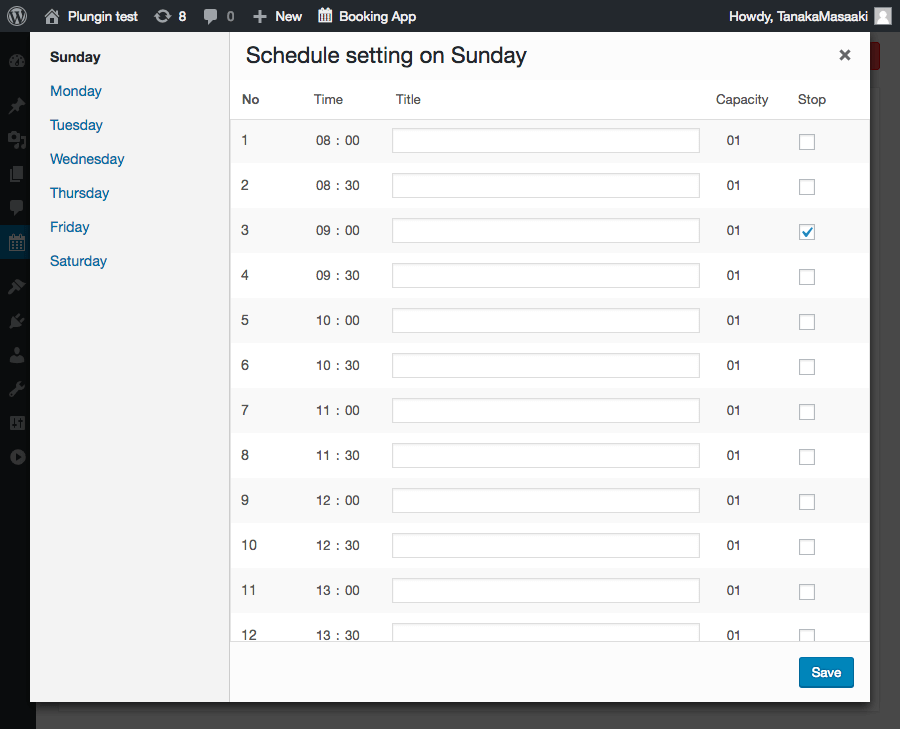 Plungin test 8 0 New Booking App Howdy, TanakaMasaaki
Sunday
Monday
Tuesday
Wednesday
Thursday
Friday
Saturday
Schedule setting on Sunday
No Time Title Capacity Stop
1 08 : 00 01
2 08 : 30 01
3 09 : 00 01
4 09 : 30 01
5 10 : 00 01
6 10 : 30 01
7 11 : 00 01
8 11 : 30 01
9 12 : 00 01
10 12 : 30 01
11 13 : 00 01
12 13 : 30 01
Save